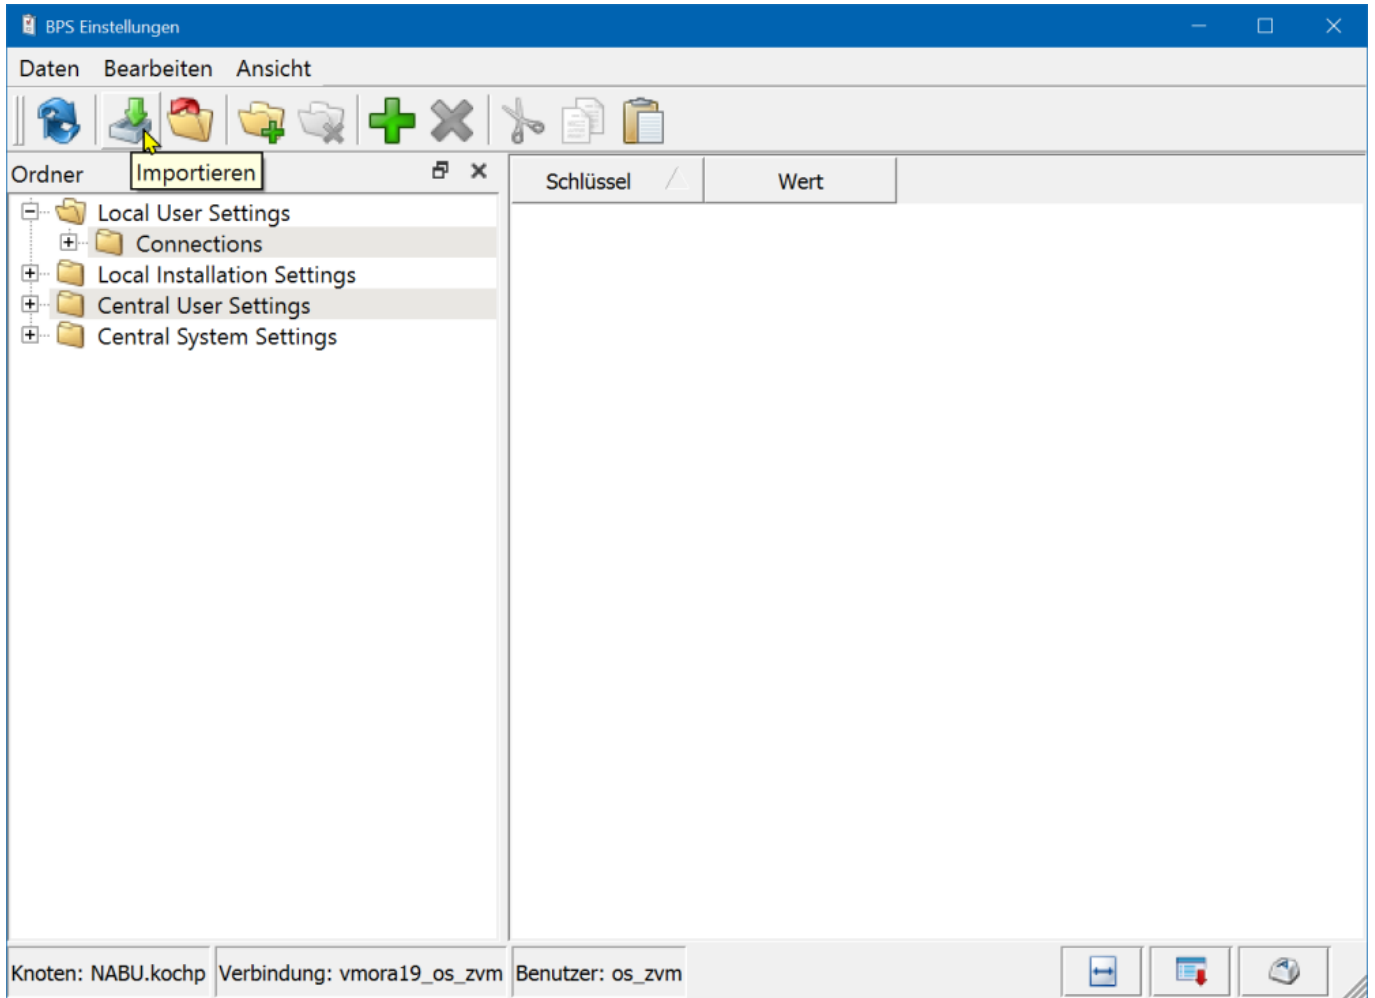 BPS Einstellungen
Daten Bearbeiten Ansicht
Importieren
Ordner
Schlüssel Wert
Local User Settings
Connections
Local Installation Settings
Central User Settings
Central System Settings
Knoten: NABU.kochp Verbindung: vmora19_os_zvm Benutzer: os_zvm